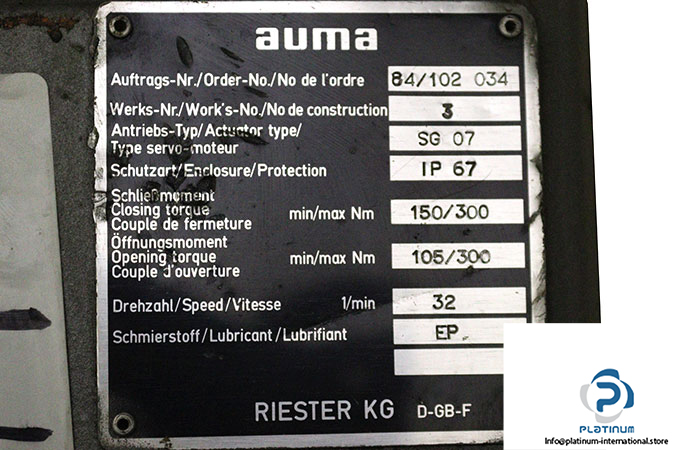 auma
Auftrags-Nr./Order-No./No de l'ordre 84/102 034
Werks-Nr./Work's-No./No de construction 3
Antriebs-Typ/Actuator type/
Type servo-moteur SG 07
Schutzart/Enclosure/Protection IP 67
Schließmoment
Closing torque min/max Nm 150/300
Couple de fermeture
Öffnungsmoment
Opening torque min/max Nm 105/300
Couple d'ouverture
Drehzahl/Speed/Vitesse 1/min 32
Schmierstoff/Lubricant/Lubrifiant EP.
RIESTER KG D-GB-F
PLATINUM
Info@platinum-international.store